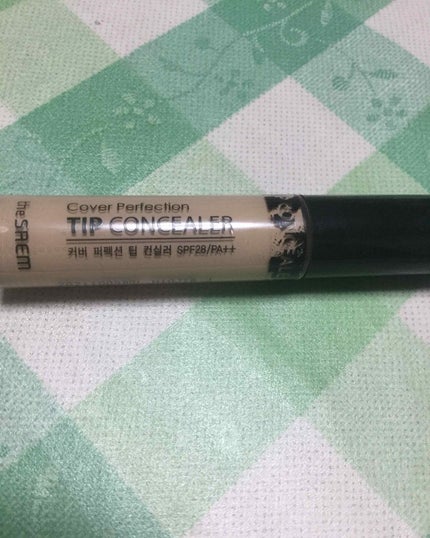 the SAEM
Cover Perfection
TIP CONCEALER
커버 퍼펙션 팁 컨실러 SPF28/PA++